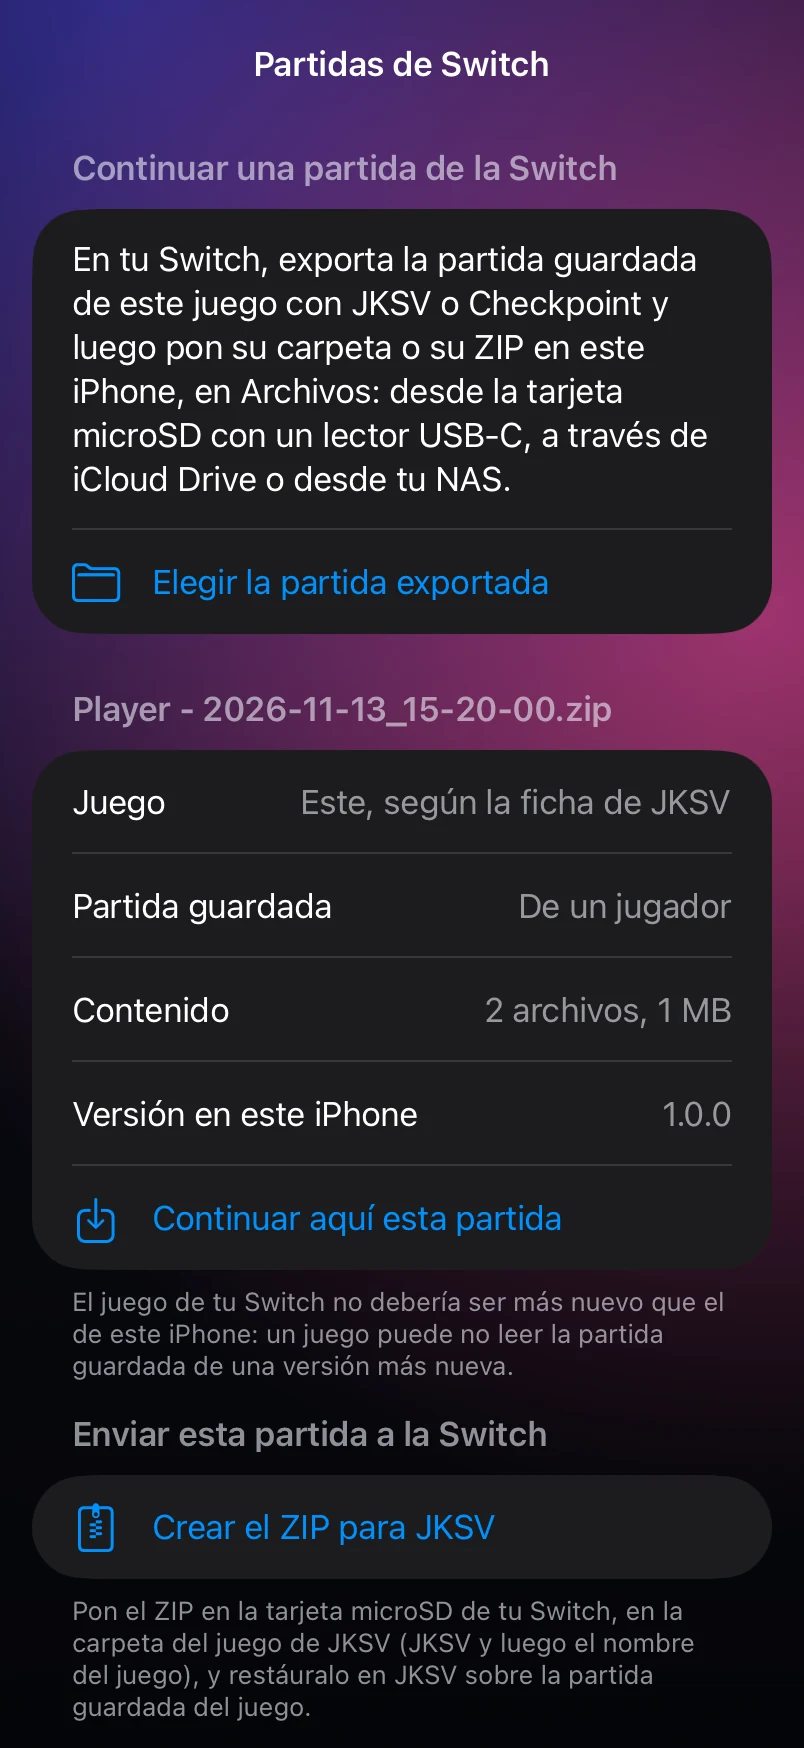 Partidas de Switch
Continuar una partida de la Switch
En tu Switch, exporta la partida guardada
de este juego con JKSV o Checkpoint y
luego pon su carpeta o su ZIP en este
iPhone, en Archivos: desde la tarjeta
microSD con un lector USB-C, a través de
iCloud Drive o desde tu NAS.
Elegir la partida exportada
Player - 2026-11-13_15-20-00.zip
Juego Este, según la ficha de JKSV
Partida guardada De un jugador
Contenido 2 archivos, 1 MB
Versión en este iPhone 1.0.0
Continuar aquí esta partida
El juego de tu Switch no debería ser más nuevo que el
de este iPhone: un juego puede no leer la partida
guardada de una versión más nueva.
Enviar esta partida a la Switch
Crear el ZIP para JKSV
Pon el ZIP en la tarjeta microSD de tu Switch, en la
carpeta del juego de JKSV (JKSV y luego el nombre
del juego), y restáuralo en JKSV sobre la partida
guardada del juego.